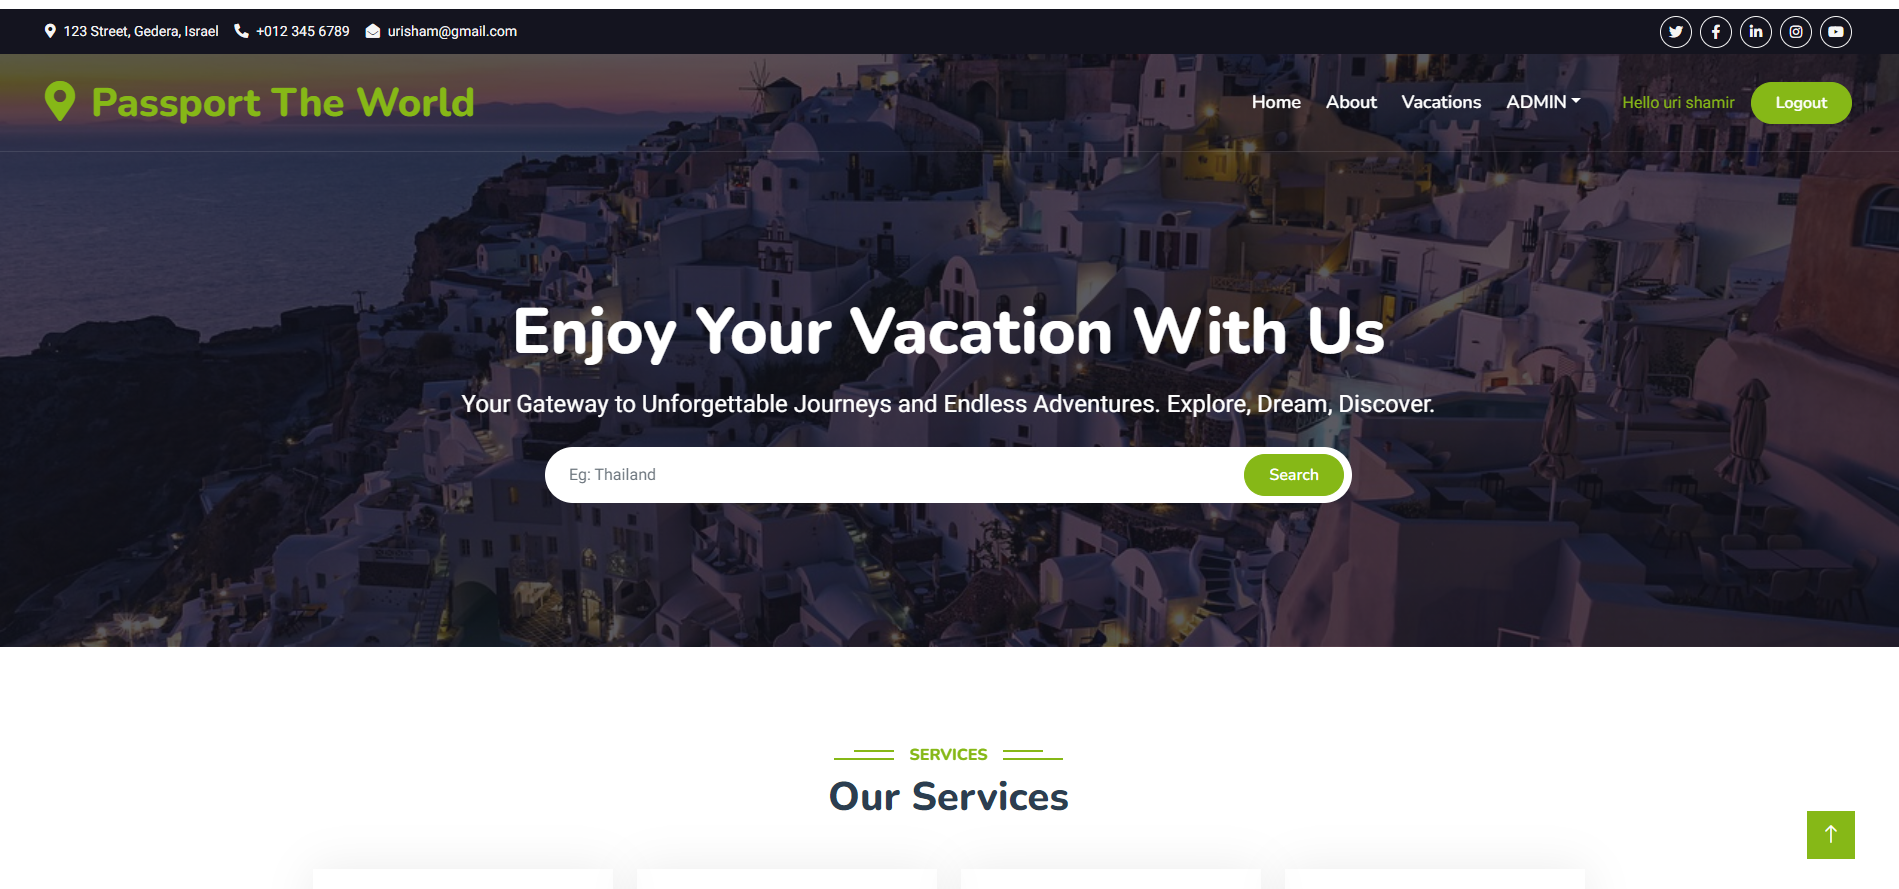 123 Street, Gedera, Israel +012 345 6789 urisham@gmail.com
Passport The World
Home About Vacations ADMIN Hello uri shamir Logout
Enjoy Your Vacation With Us
Your Gateway to Unforgettable Journeys and Endless Adventures. Explore, Dream, Discover.
Eg: Thailand Search
SERVICES
Our Services